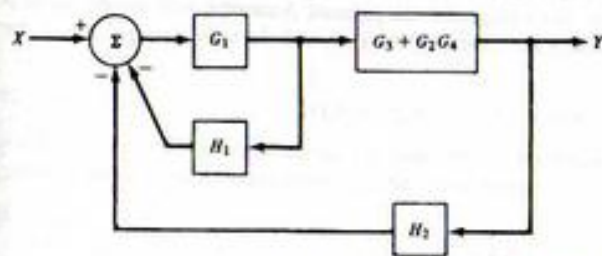 X + Σ G₁ G₃ + G₂G₄ Y
− −
H₁
H₂